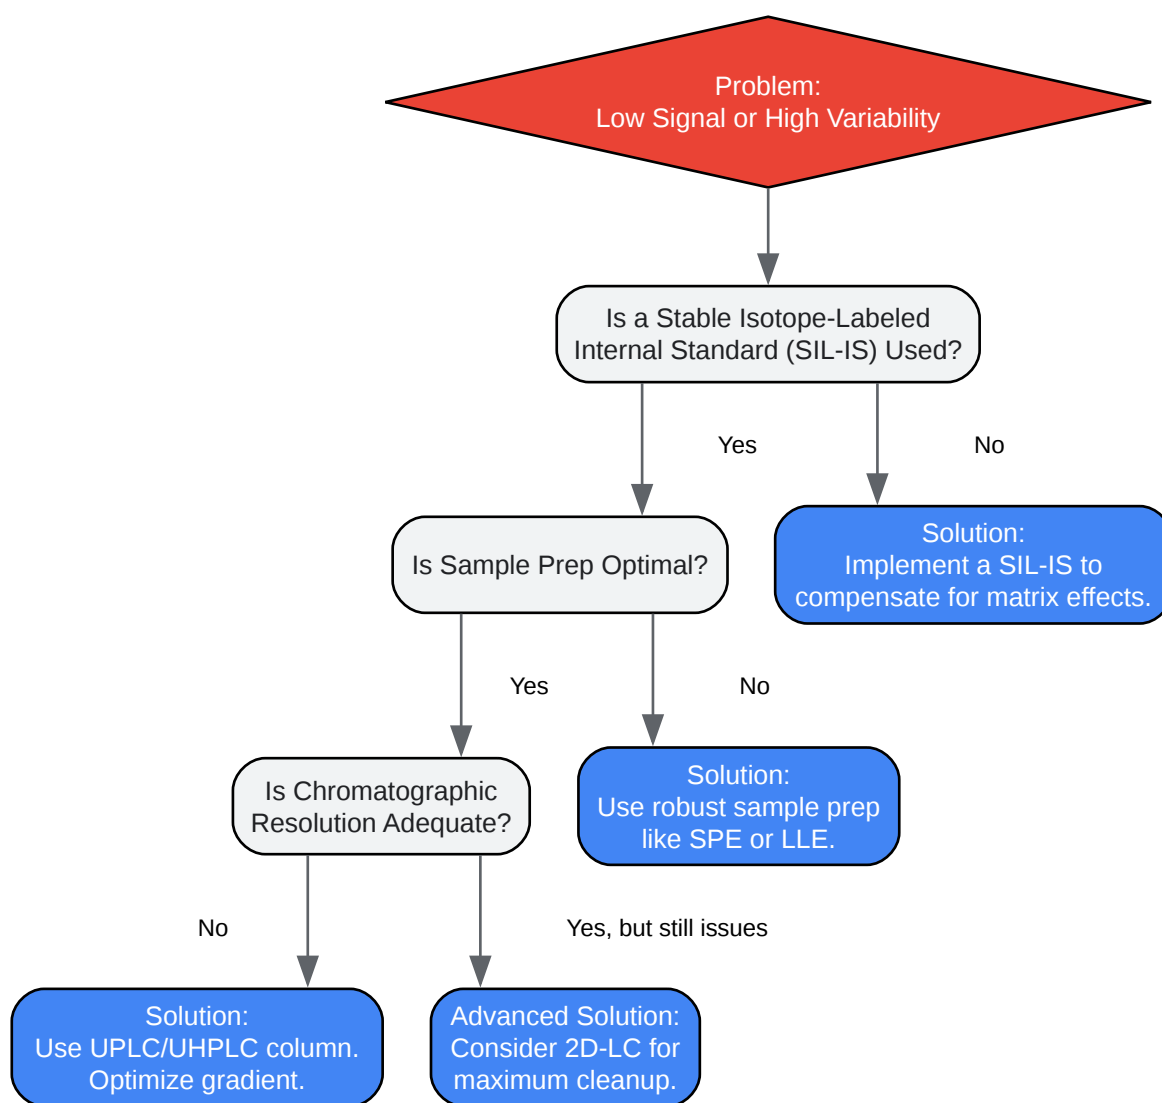 Problem:
Low Signal or High Variability
Is a Stable Isotope-Labeled
Internal Standard (SIL-IS) Used?
Yes
No
Is Sample Prep Optimal?
Solution:
Implement a SIL-IS to
compensate for matrix effects.
Yes
No
Is Chromatographic
Resolution Adequate?
Solution:
Use robust sample prep
like SPE or LLE.
No
Yes, but still issues
Solution:
Use UPLC/UHPLC column.
Optimize gradient.
Advanced Solution:
Consider 2D-LC for
maximum cleanup.